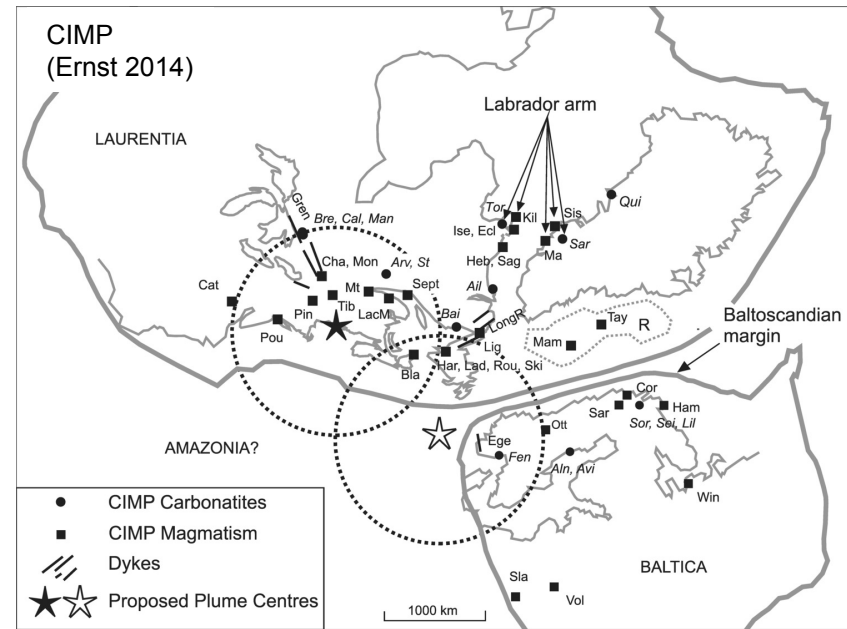 CIMP
(Ernst 2014)
LAURENTIA
Labrador arm
Gren
Bre, Cal, Man
Tor
Kil
Sis
Qui
Ise, Ecl
Sar
Ma
Heb, Sag
Cha, Mon
Arv, St
Ail
Cat
Mt
Sept
Pin
Tib
LacM
Bai
LongR
Tay
R
Baltoscandian
margin
Pou
Lig
Mam
Bla
Har, Lad, Rou, Ski
Cor
Sar
Ham
Sor, Sei, Lil
AMAZONIA?
Ege
Ott
Fen
Aln, Avi
Win
CIMP Carbonatites
CIMP Magmatism
Dykes
Proposed Plume Centres
BALTICA
Sla
Vol
1000 km